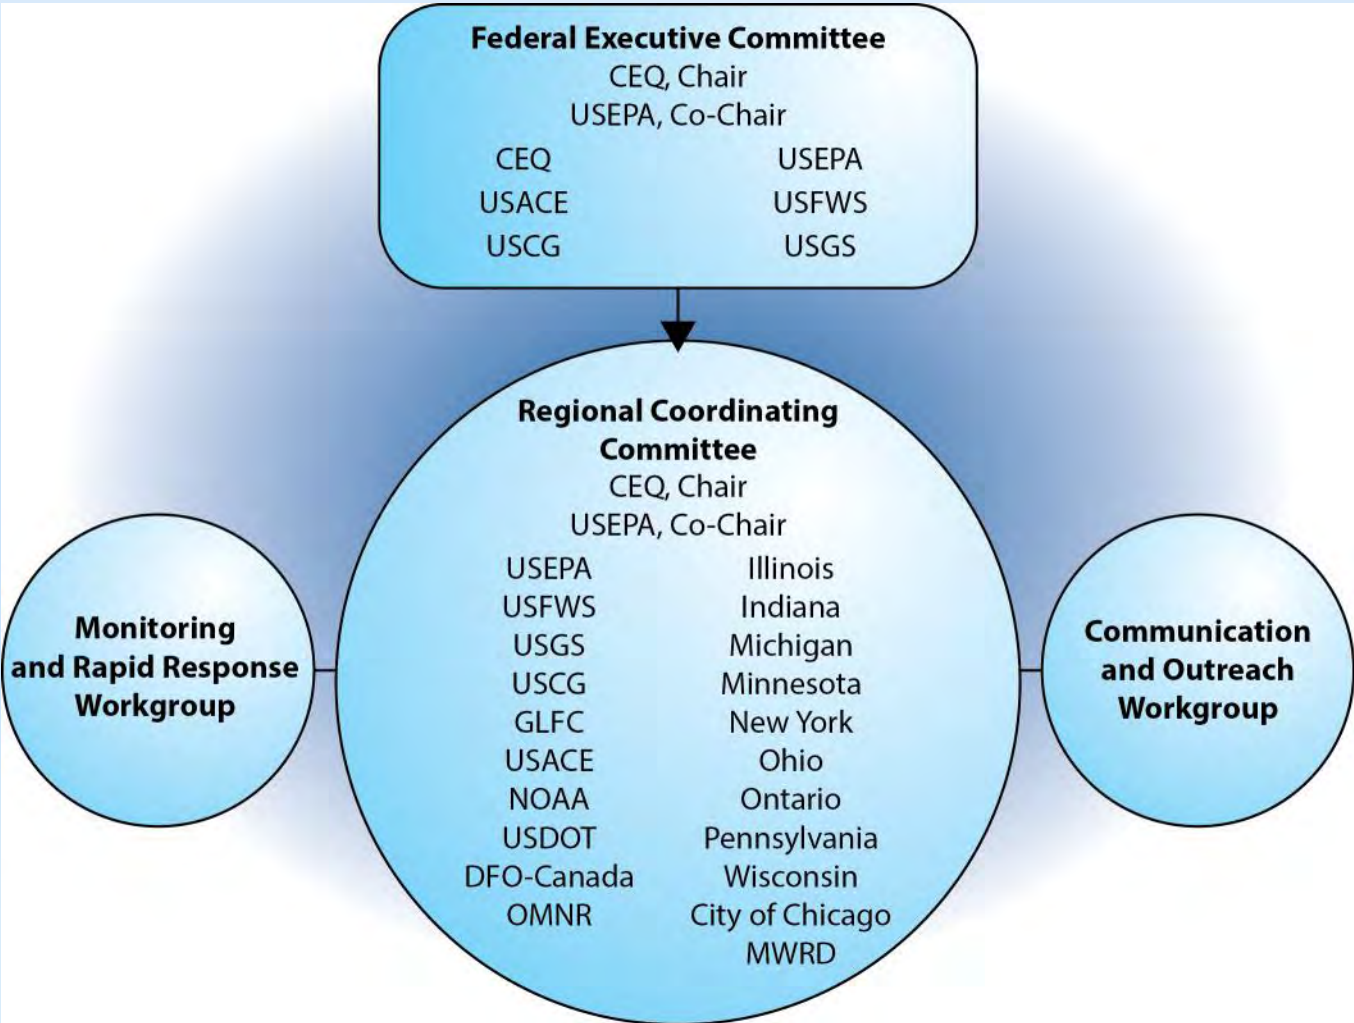 Federal Executive Committee
CEQ, Chair
USEPA, Co-Chair
CEQ USEPA
USACE USFWS
USCG USGS
Regional Coordinating
Committee
CEQ, Chair
USEPA, Co-Chair
USEPA Illinois
USFWS Indiana
USGS Michigan
USCG Minnesota
GLFC New York
USACE Ohio
NOAA Ontario
USDOT Pennsylvania
DFO-Canada Wisconsin
OMNR City of Chicago
MWRD
Monitoring
and Rapid Response
Workgroup
Communication
and Outreach
Workgroup